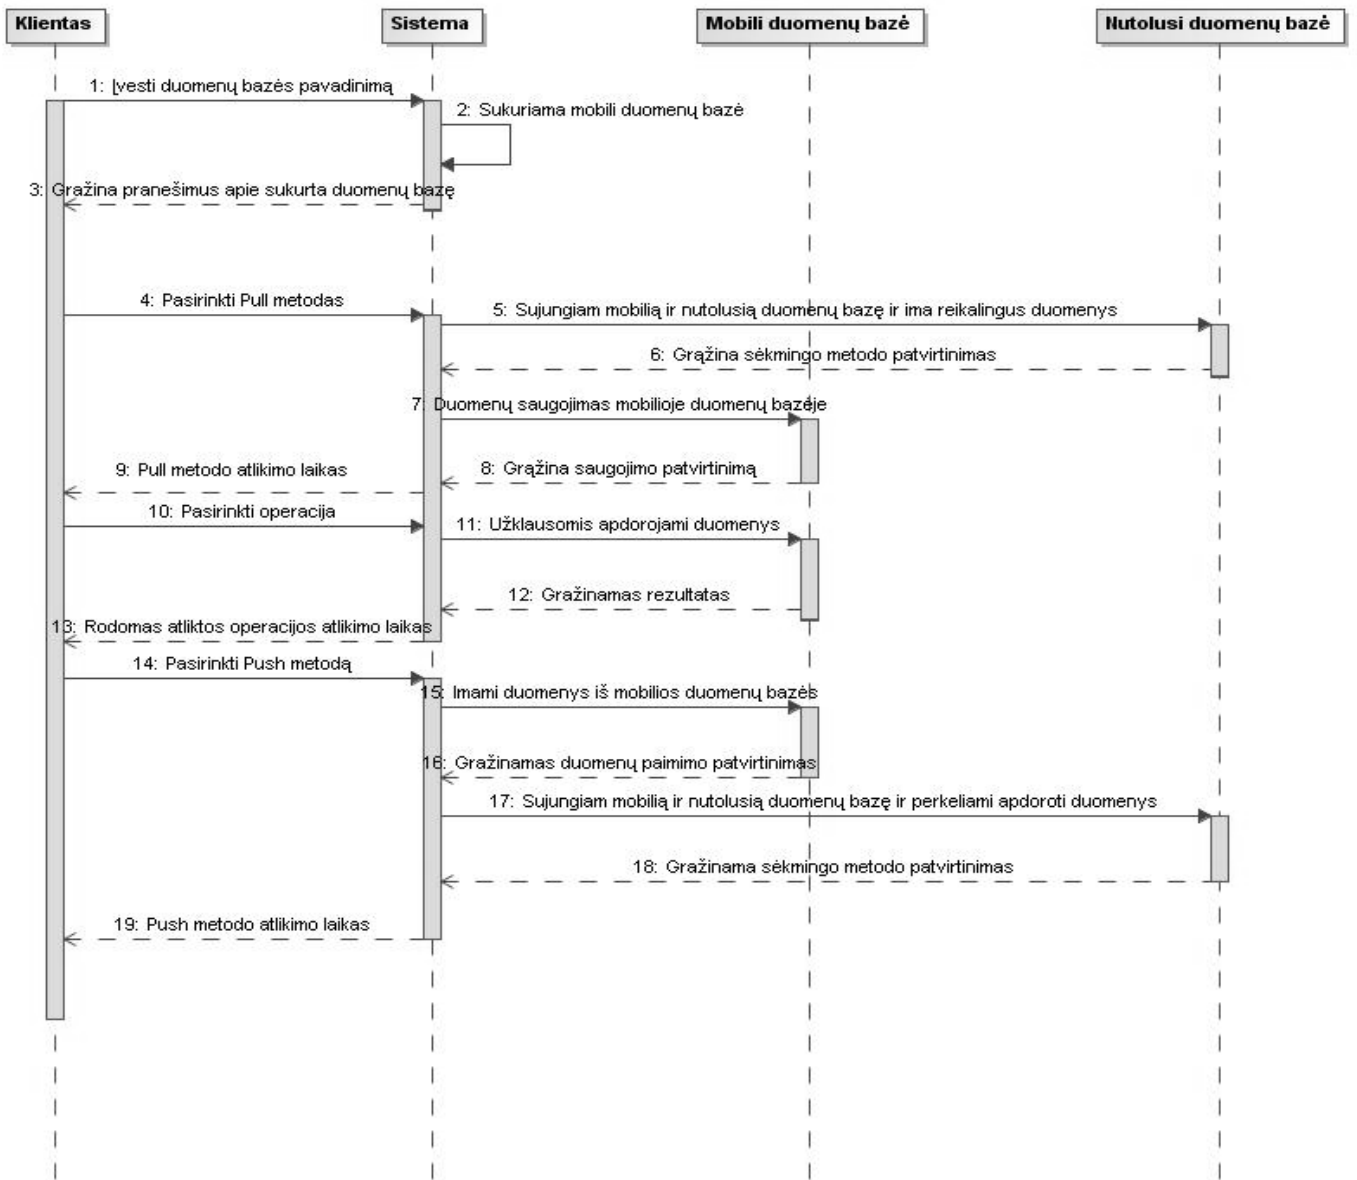 Klientas
Sistema
Mobili duomenų bazė
Nutolusi duomenų bazė
1: Įvesti duomenų bazės pavadinimą
2: Sukuriama mobili duomenų bazė
3: Gražina pranešimus apie sukurta duomenų bazę
4: Pasirinkti Pull metodas
5: Sujungiam mobilią ir nutolusią duomenų bazę ir ima reikalingus duomenys
6: Grąžina sėkmingo metodo patvirtinimas
7: Duomenų saugojimas mobilioje duomenų bazėje
8: Grąžina saugojimo patvirtinimą
9: Pull metodo atlikimo laikas
10: Pasirinkti operacija
11: Užklausomis apdorojami duomenys
12: Gražinamas rezultatas
13: Rodomas atliktos operacijos atlikimo laikas
14: Pasirinkti Push metodą
15: Imami duomenys iš mobilios duomenų bazės
16: Gražinamas duomenų paimimo patvirtinimas
17: Sujungiam mobilią ir nutolusią duomenų bazę ir perkeliami apdoroti duomenys
18: Gražinama sėkmingo metodo patvirtinimas
19: Push metodo atlikimo laikas